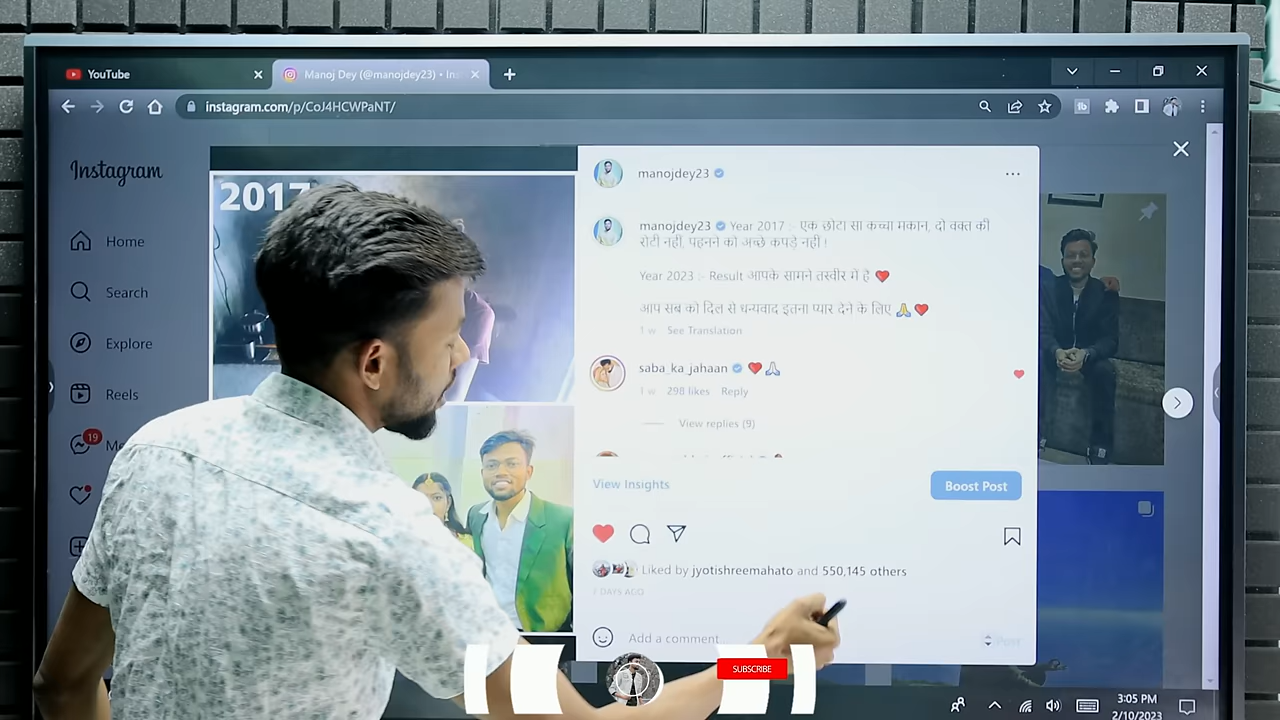 YouTube
Manoj Dey (@manojdey23) • In
instagram.com/p/CoJ4HCWPaNT/
Instagram
Home
Search
Explore
Reels
19
Me
2017
manojdey23
manojdey23 Year 2017 :- एक छोटा सा कच्चा मकान, दो वक्त की
रोटी नहीं, पहनने को अच्छे कपड़े नहीं !
Year 2023 :- Result आपके सामने तस्वीर में है
आप सब को दिल से धन्यवाद इतना प्यार देने के लिए
1 w See Translation
saba_ka_jahaan
1 w 298 likes Reply
View replies (9)
View Insights
Boost Post
Liked by jyotishreemahato and 550,145 others
7 DAYS AGO
Add a comment...
Post
SUBSCRIBE
3:05 PM
2/10/2023